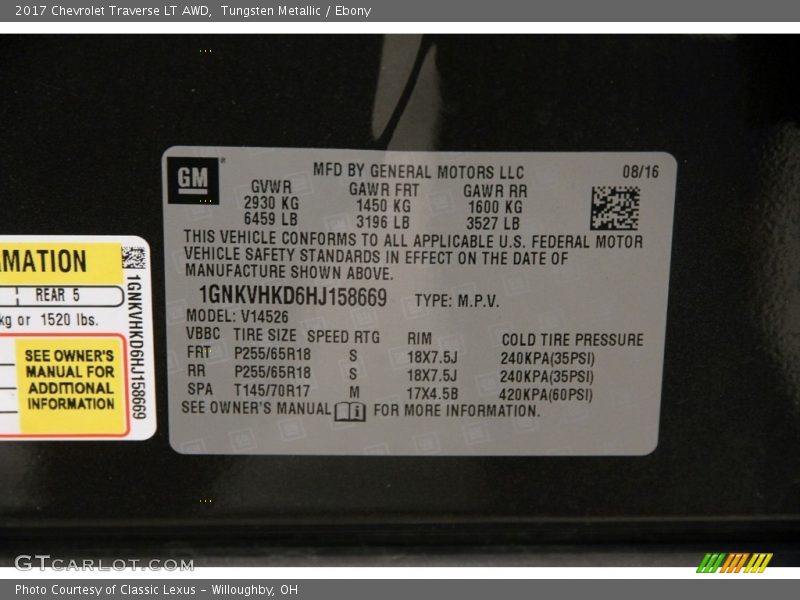 2017 Chevrolet Traverse LT AWD,  Tungsten Metallic / Ebony
GM
MFD BY GENERAL MOTORS LLC 08/16
GVWR GAWR FRT GAWR RR
2930 KG 1450 KG 1600 KG
6459 LB 3196 LB 3527 LB
THIS VEHICLE CONFORMS TO ALL APPLICABLE U.S. FEDERAL MOTOR
VEHICLE SAFETY STANDARDS IN EFFECT ON THE DATE OF
MANUFACTURE SHOWN ABOVE.
1GNKVHKD6HJ158669 TYPE: M.P.V.
MODEL: V14526
VBBC TIRE SIZE SPEED RTG RIM COLD TIRE PRESSURE
FRT P255/65R18 S 18X7.5J 240KPA(35PSI)
RR P255/65R18 S 18X7.5J 240KPA(35PSI)
SPA T145/70R17 M 17X4.5B 420KPA(60PSI)
SEE OWNER'S MANUAL i FOR MORE INFORMATION.
RMATION
REAR 5
kg or 1520 lbs.
SEE OWNER'S
MANUAL FOR
ADDITIONAL
INFORMATION
1GNKVHKD6HJ158669
GTCARLOT.COM
Photo Courtesy of Classic Lexus - Willoughby, OH